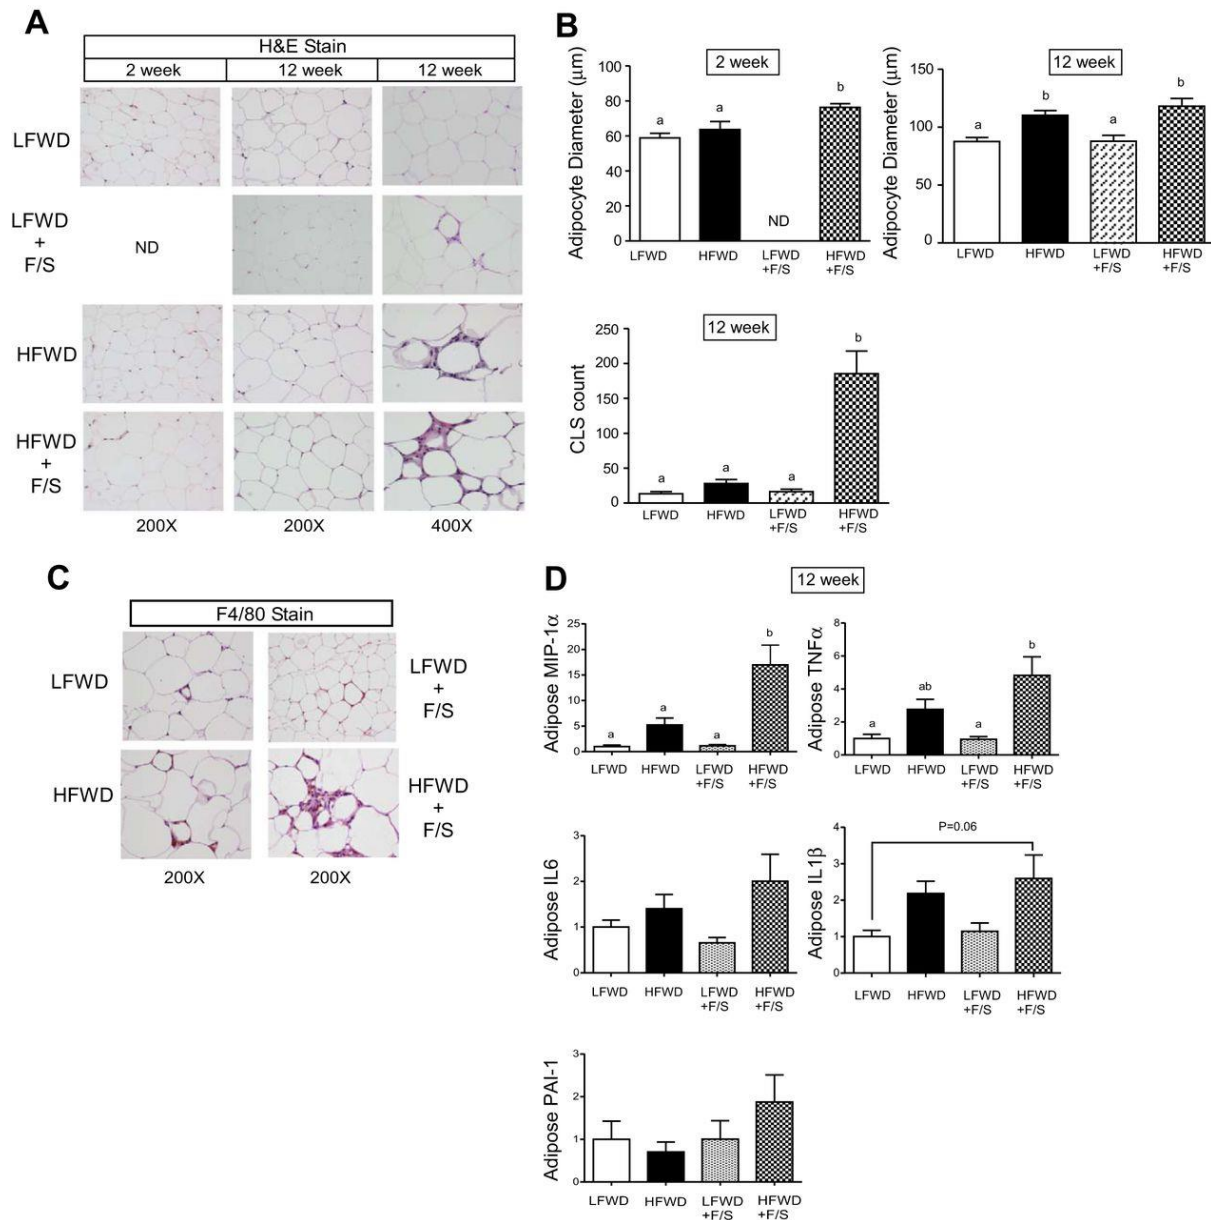 A
H&E Stain
2 week 12 week 12 week
LFWD
LFWD
+
F/S
ND
HFWD
HFWD
+
F/S
200X 200X 400X
B
2 week
Adipocyte Diameter (μm)
100
80
60
40
20
0
a a ND b
LFWD HFWD LFWD +F/S HFWD +F/S
12 week
Adipocyte Diameter (μm)
150
100
50
0
a b a b
LFWD HFWD LFWD +F/S HFWD +F/S
12 week
CLS count
250
200
150
100
50
0
a a a b
LFWD HFWD LFWD +F/S HFWD +F/S
C
F4/80 Stain
LFWD
LFWD
+
F/S
HFWD
HFWD
+
F/S
200X 200X
D
12 week
Adipose MIP-1α
25
20
15
10
5
0
a a a b
LFWD HFWD LFWD +F/S HFWD +F/S
Adipose TNFα
8
6
4
2
0
a ab a b
LFWD HFWD LFWD +F/S HFWD +F/S
Adipose IL6
3
2
1
0
LFWD HFWD LFWD +F/S HFWD +F/S
Adipose IL1β
4
3
2
1
0
P=0.06
LFWD HFWD LFWD +F/S HFWD +F/S
Adipose PAI-1
3
2
1
0
LFWD HFWD LFWD +F/S HFWD +F/S